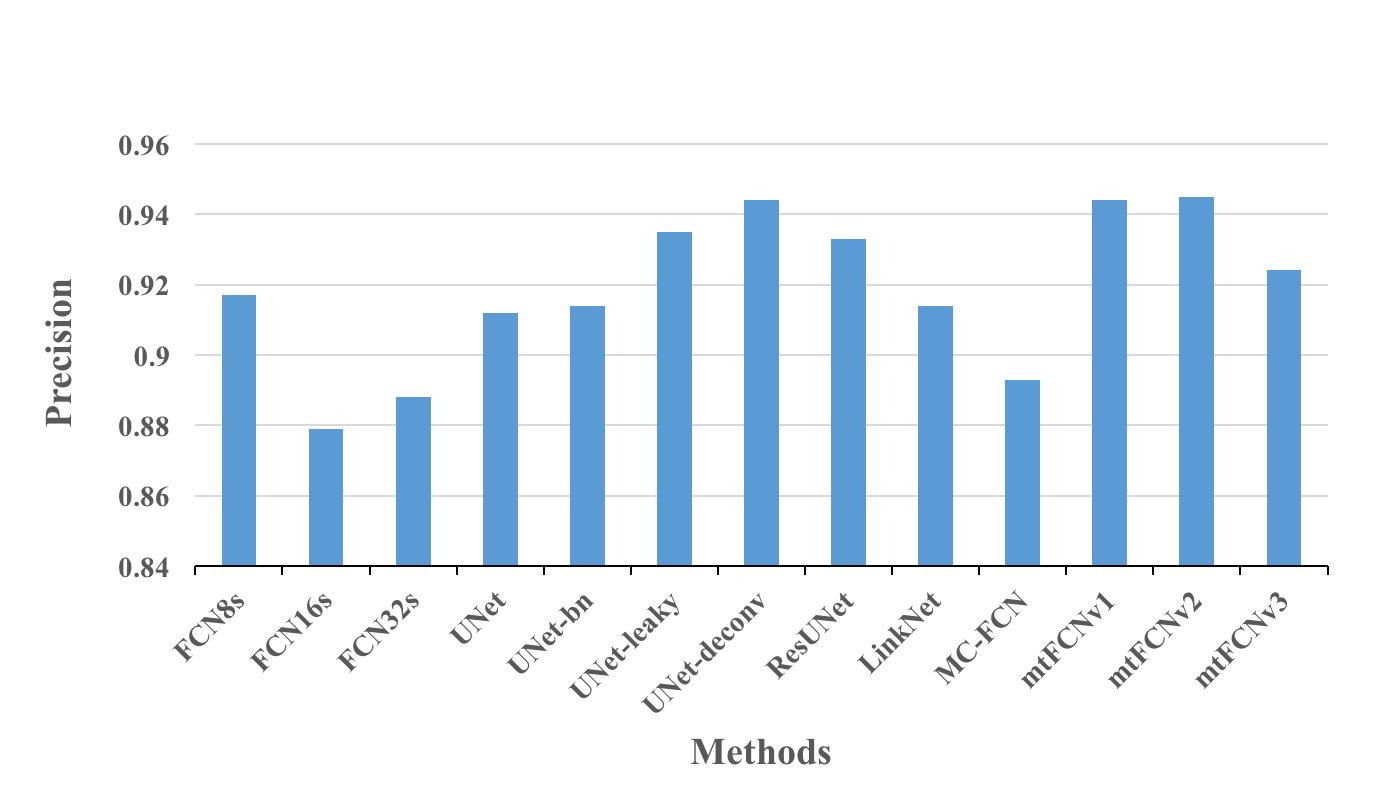 0.96
0.94
0.92
0.9
0.88
0.86
0.84
Precision
FCN8s
FCN16s
FCN32s
UNet
UNet-bn
UNet-leaky
UNet-deconv
ResUNet
LinkNet
MC-FCN
mtFCNv1
mtFCNv2
mtFCNv3
Methods